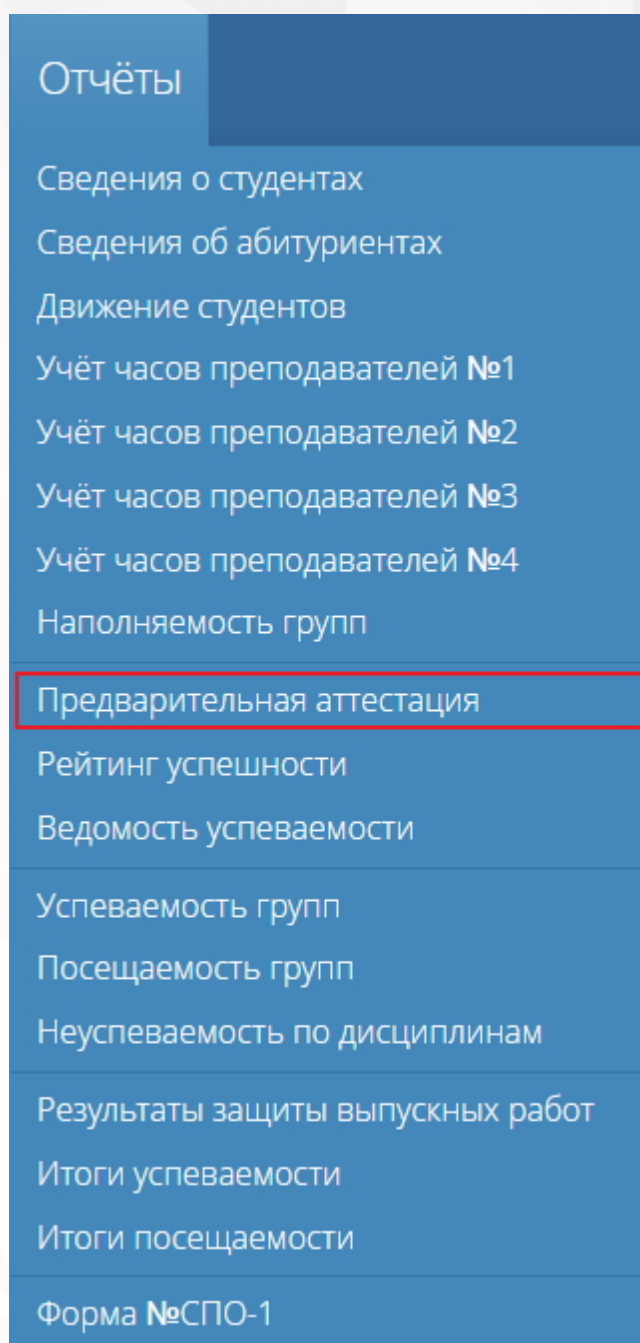 Отчёты
Сведения о студентах
Сведения об абитуриентах
Движение студентов
Учёт часов преподавателей №1
Учёт часов преподавателей №2
Учёт часов преподавателей №3
Учёт часов преподавателей №4
Наполняемость групп
Предварительная аттестация
Рейтинг успешности
Ведомость успеваемости
Успеваемость групп
Посещаемость групп
Неуспеваемость по дисциплинам
Результаты защиты выпускных работ
Итоги успеваемости
Итоги посещаемости
Форма №СПО-1